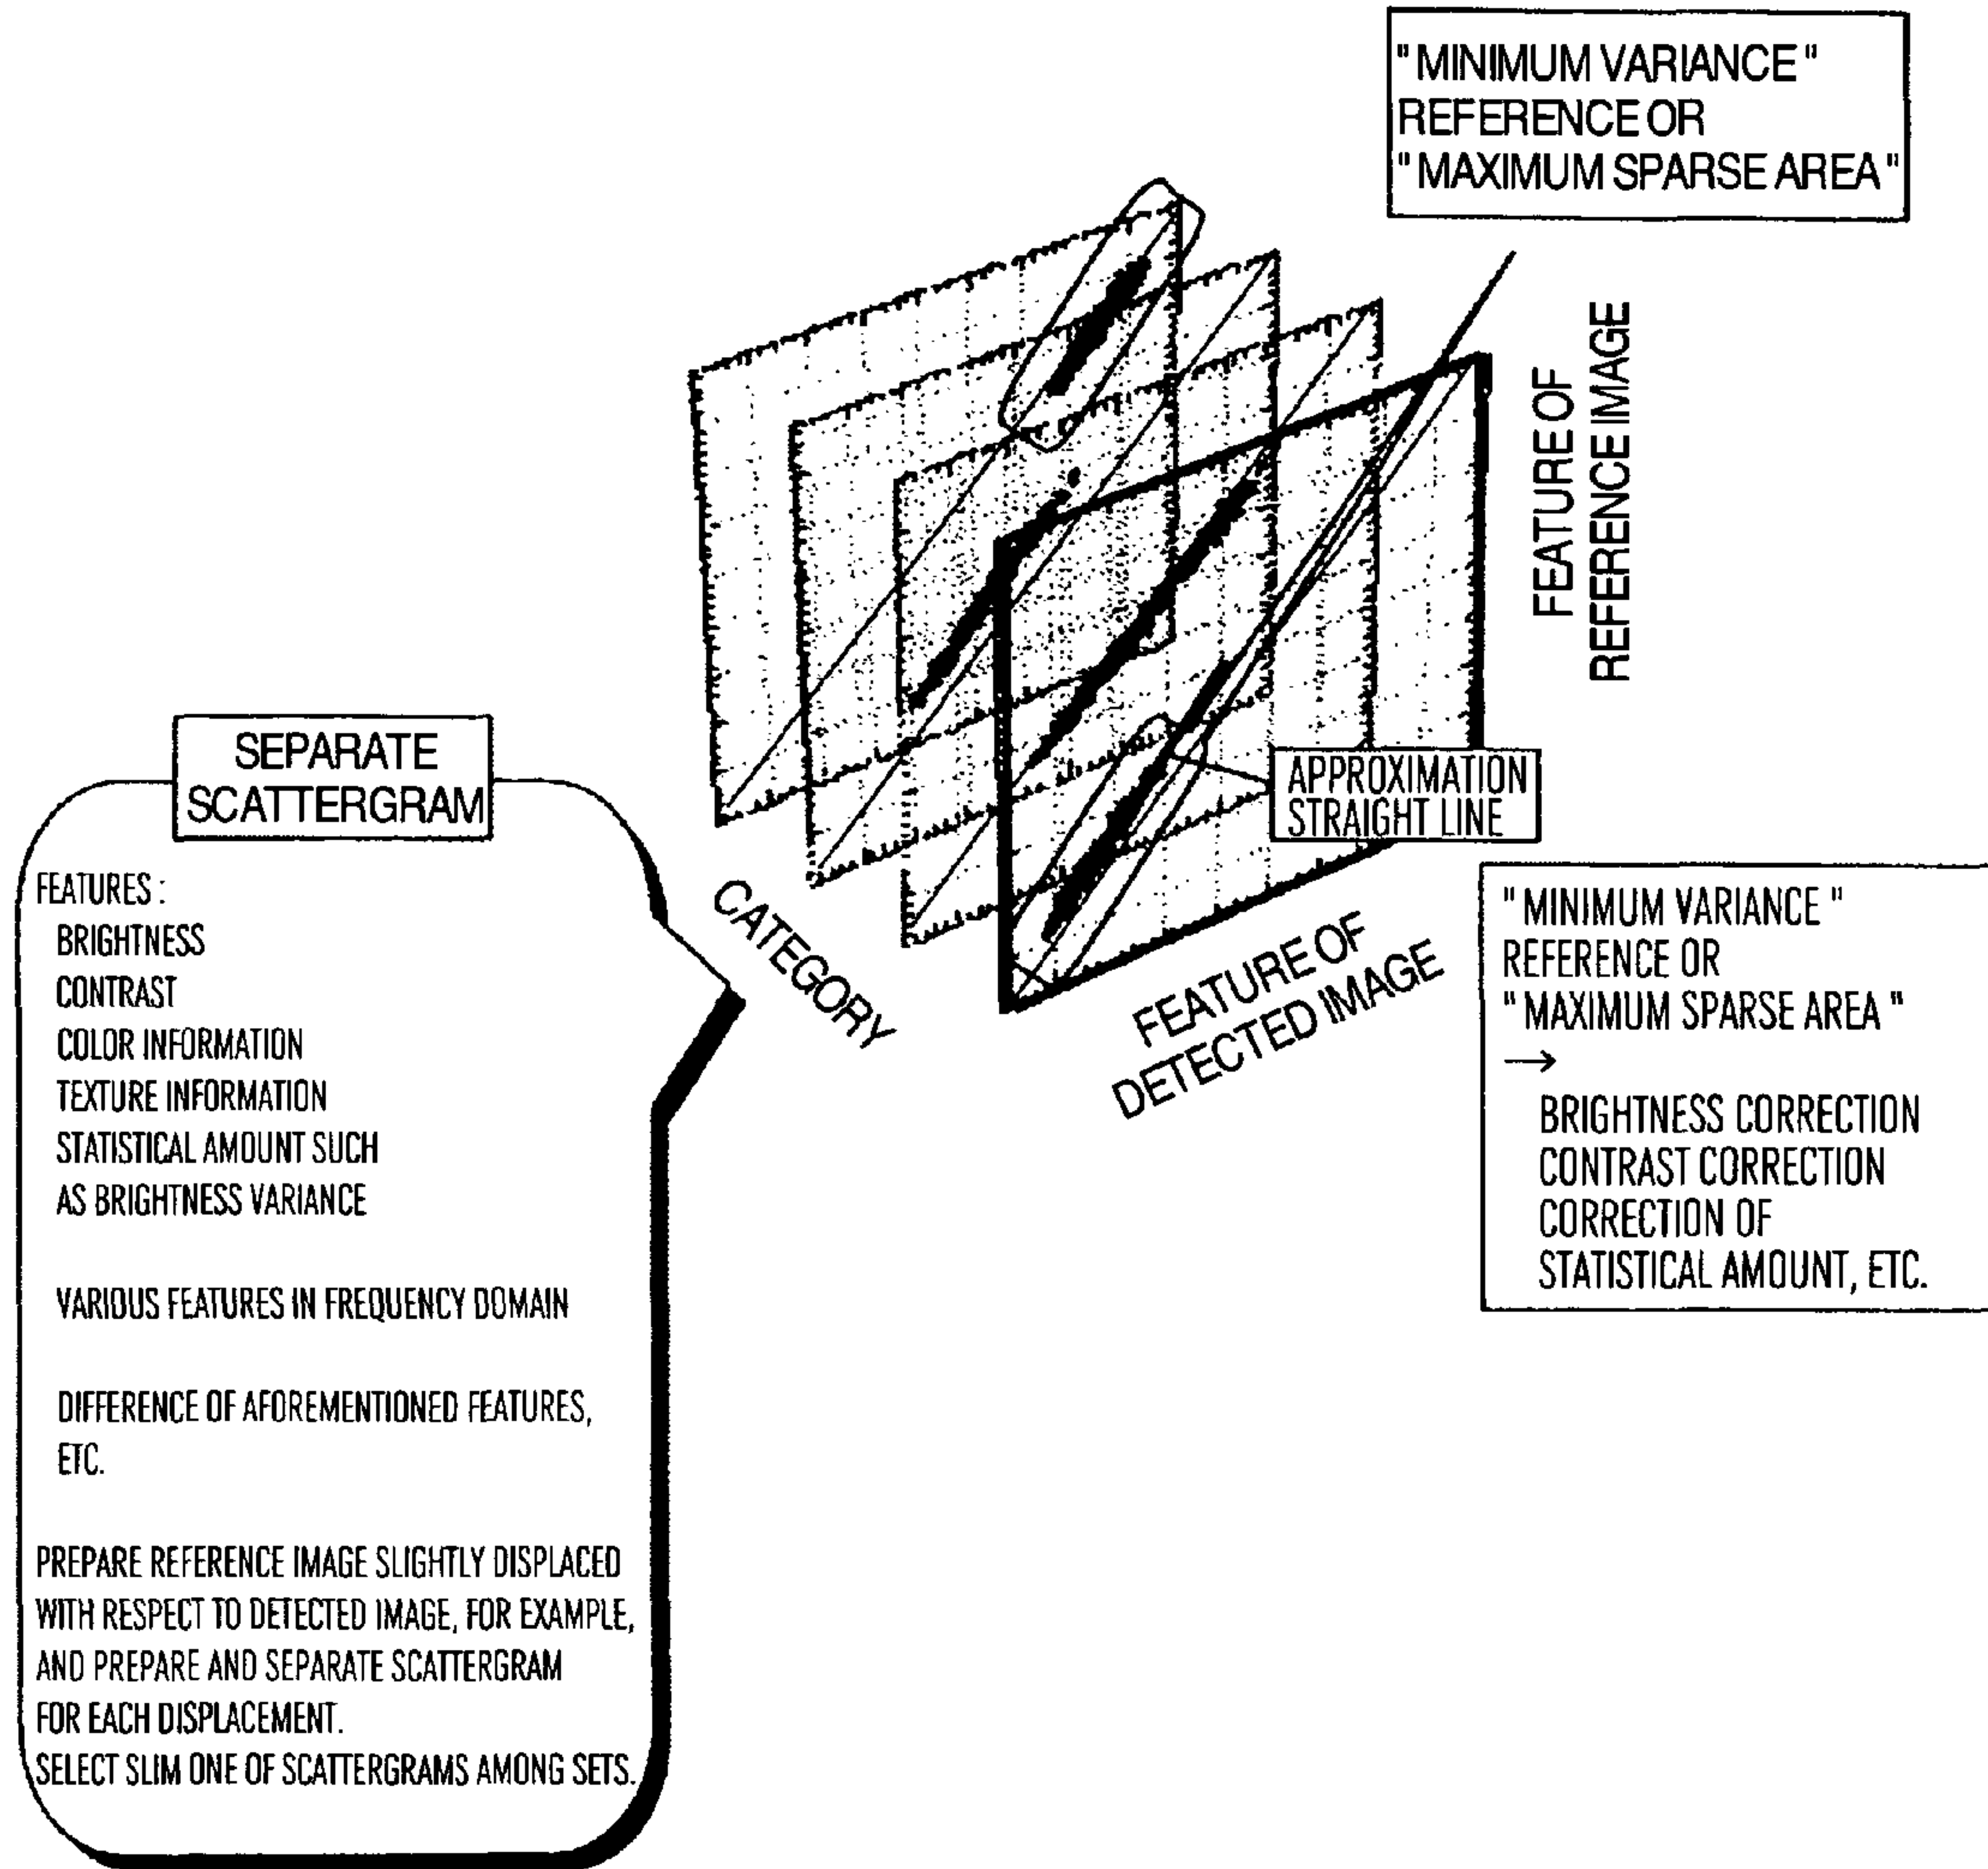 "MINIMUM VARIANCE"
REFERENCE OR
"MAXIMUM SPARSE AREA"
FEATURE OF
REFERENCE IMAGE
APPROXIMATION
STRAIGHT LINE
CATEGORY
FEATURE OF
DETECTED IMAGE
"MINIMUM VARIANCE"
REFERENCE OR
"MAXIMUM SPARSE AREA"
→
BRIGHTNESS CORRECTION
CONTRAST CORRECTION
CORRECTION OF
STATISTICAL AMOUNT, ETC.
SEPARATE
SCATTERGRAM
FEATURES :
BRIGHTNESS
CONTRAST
COLOR INFORMATION
TEXTURE INFORMATION
STATISTICAL AMOUNT SUCH
AS BRIGHTNESS VARIANCE
VARIOUS FEATURES IN FREQUENCY DOMAIN
DIFFERENCE OF AFOREMENTIONED FEATURES,
ETC.
PREPARE REFERENCE IMAGE SLIGHTLY DISPLACED
WITH RESPECT TO DETECTED IMAGE, FOR EXAMPLE,
AND PREPARE AND SEPARATE SCATTERGRAM
FOR EACH DISPLACEMENT.
SELECT SLIM ONE OF SCATTERGRAMS AMONG SETS.